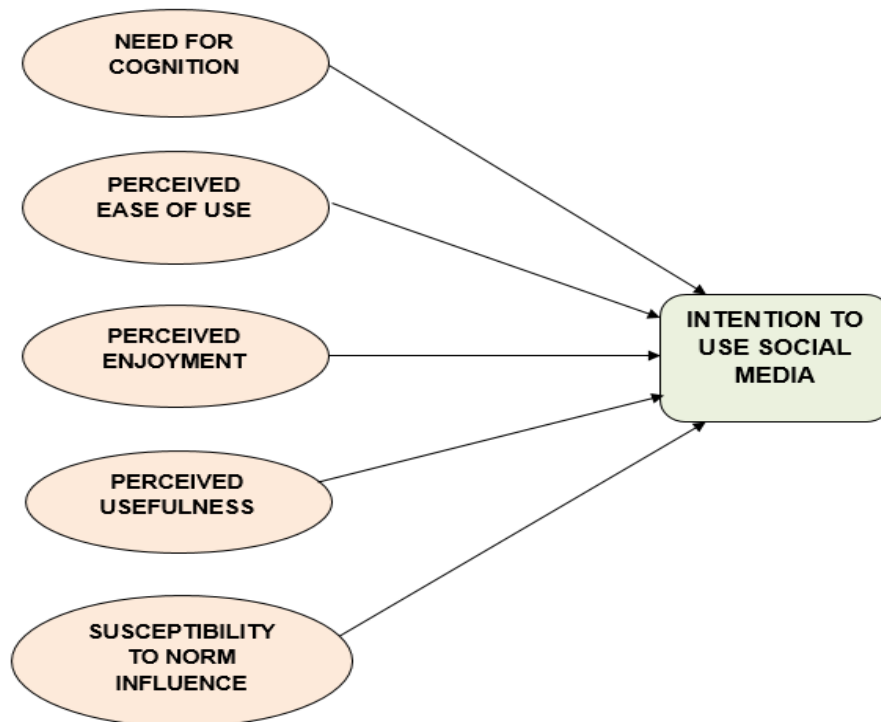 NEED FOR
COGNITION
PERCEIVED
EASE OF USE
PERCEIVED
ENJOYMENT
PERCEIVED
USEFULNESS
SUSCEPTIBILITY
TO NORM
INFLUENCE
INTENTION TO
USE SOCIAL
MEDIA